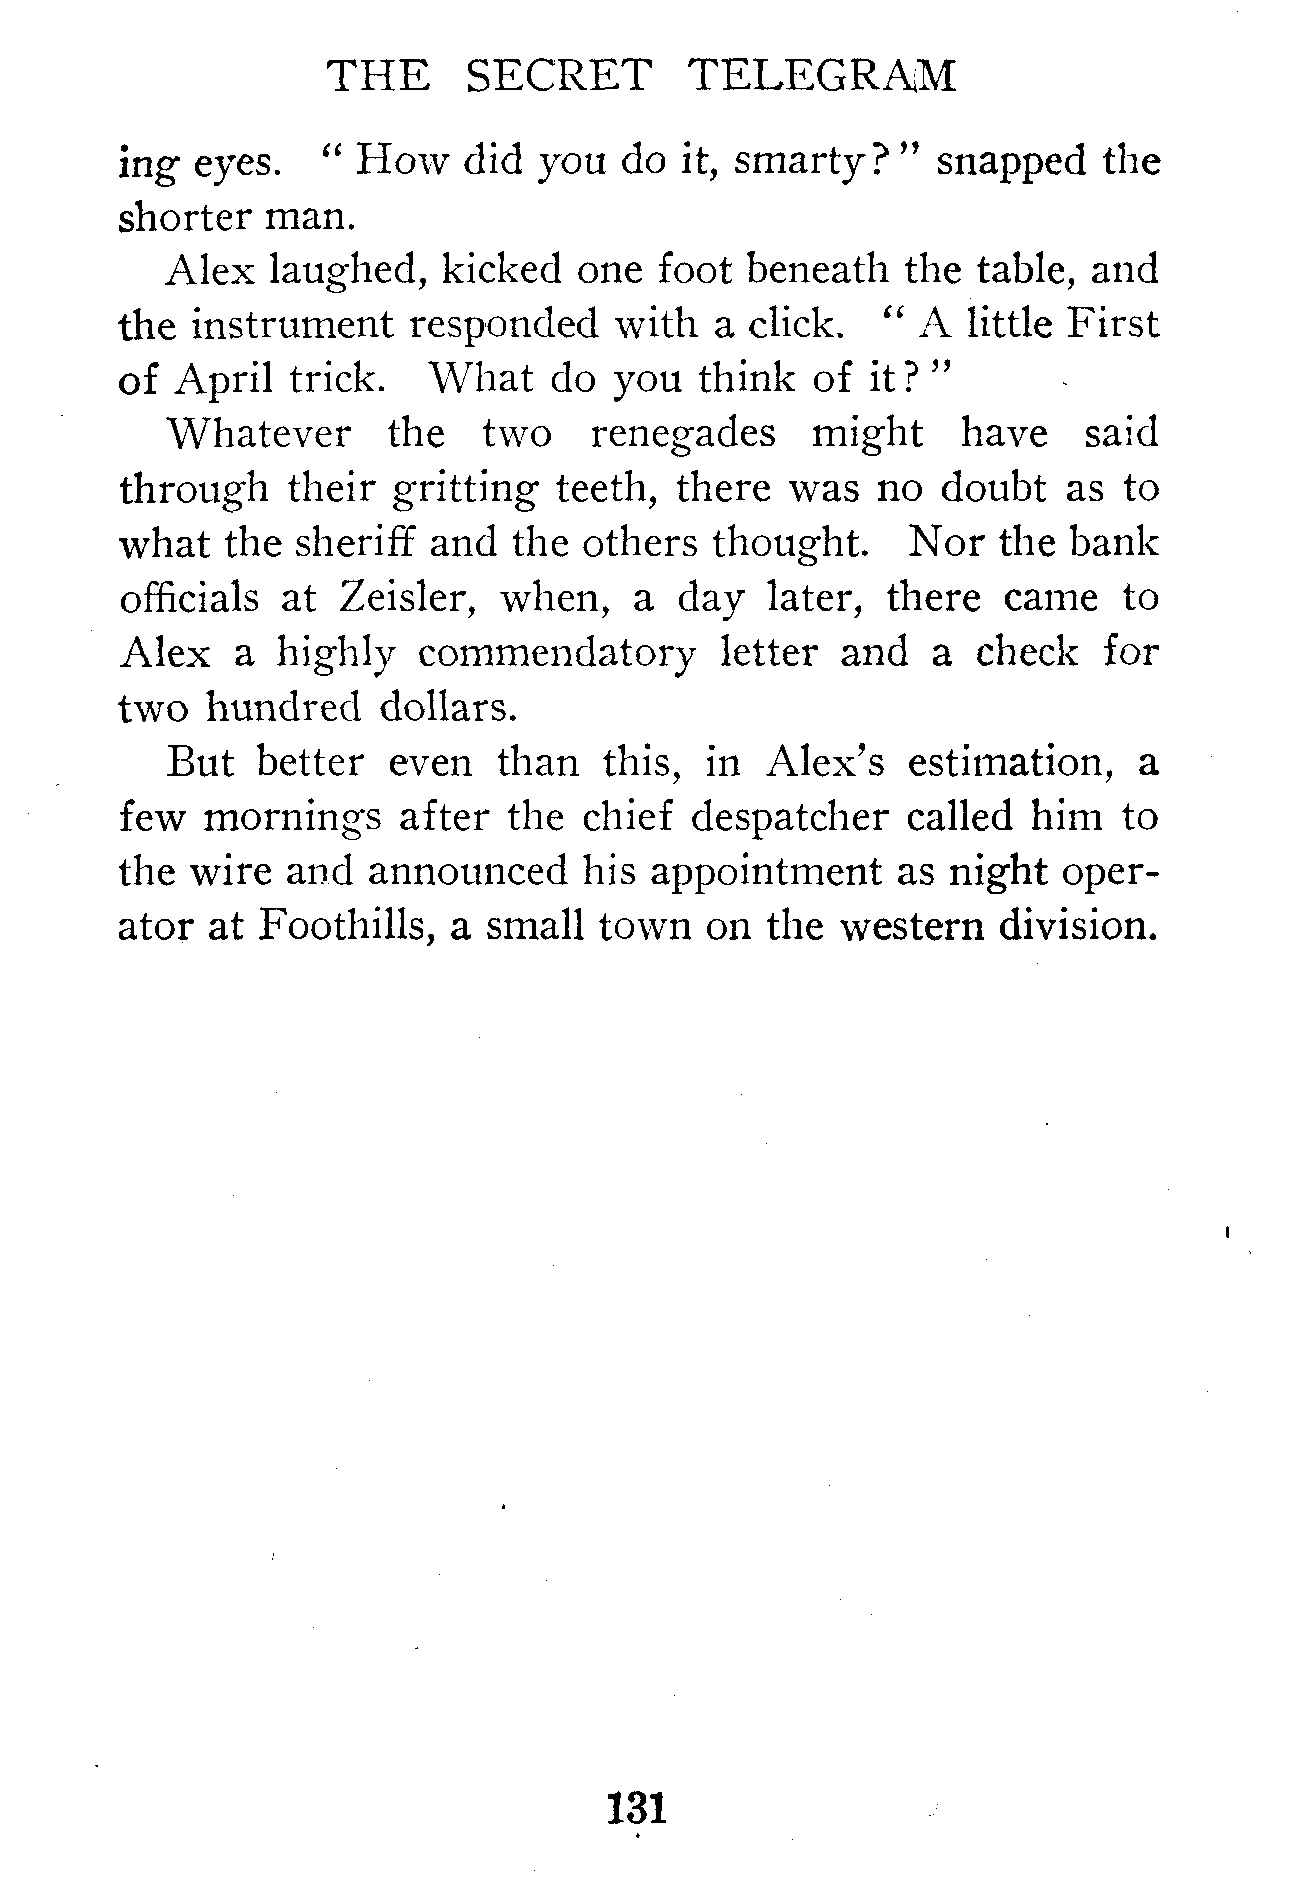 THE SECRET TELEGRAM
ing eyes. " How did you do it, smarty? " snapped the
shorter man.
Alex laughed, kicked one foot beneath the table, and
the instrument responded with a click. " A little First
of April trick. What do you think of it? "
Whatever the two renegades might have said
through their gritting teeth, there was no doubt as to
what the sheriff and the others thought. Nor the bank
officials at Zeisler, when, a day later, there came to
Alex a highly commendatory letter and a check for
two hundred dollars.
But better even than this, in Alex's estimation, a
few mornings after the chief despatcher called him to
the wire and announced his appointment as night oper-
ator at Foothills, a small town on the western division.
131